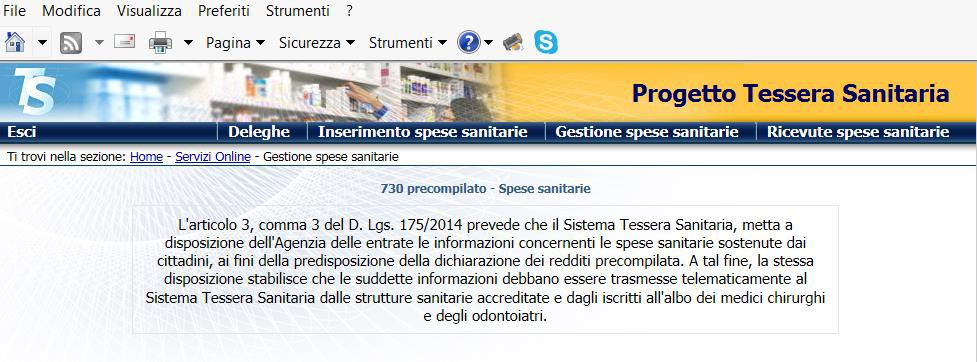 File Modifica Visualizza Preferiti Strumenti ?
Pagina Sicurezza Strumenti ?
TS
Progetto Tessera Sanitaria
Esci Deleghe Inserimento spese sanitarie Gestione spese sanitarie Ricevute spese sanitarie
Ti trovi nella sezione: Home - Servizi Online - Gestione spese sanitarie
730 precompilato - Spese sanitarie
L'articolo 3, comma 3 del D. Lgs. 175/2014 prevede che il Sistema Tessera Sanitaria, metta a
disposizione dell'Agenzia delle entrate le informazioni concernenti le spese sanitarie sostenute dai
cittadini, ai fini della predisposizione della dichiarazione dei redditi precompilata. A tal fine, la stessa
disposizione stabilisce che le suddette informazioni debbano essere trasmesse telematicamente al
Sistema Tessera Sanitaria dalle strutture sanitarie accreditate e dagli iscritti all'albo dei medici chirurghi
e degli odontoiatri.